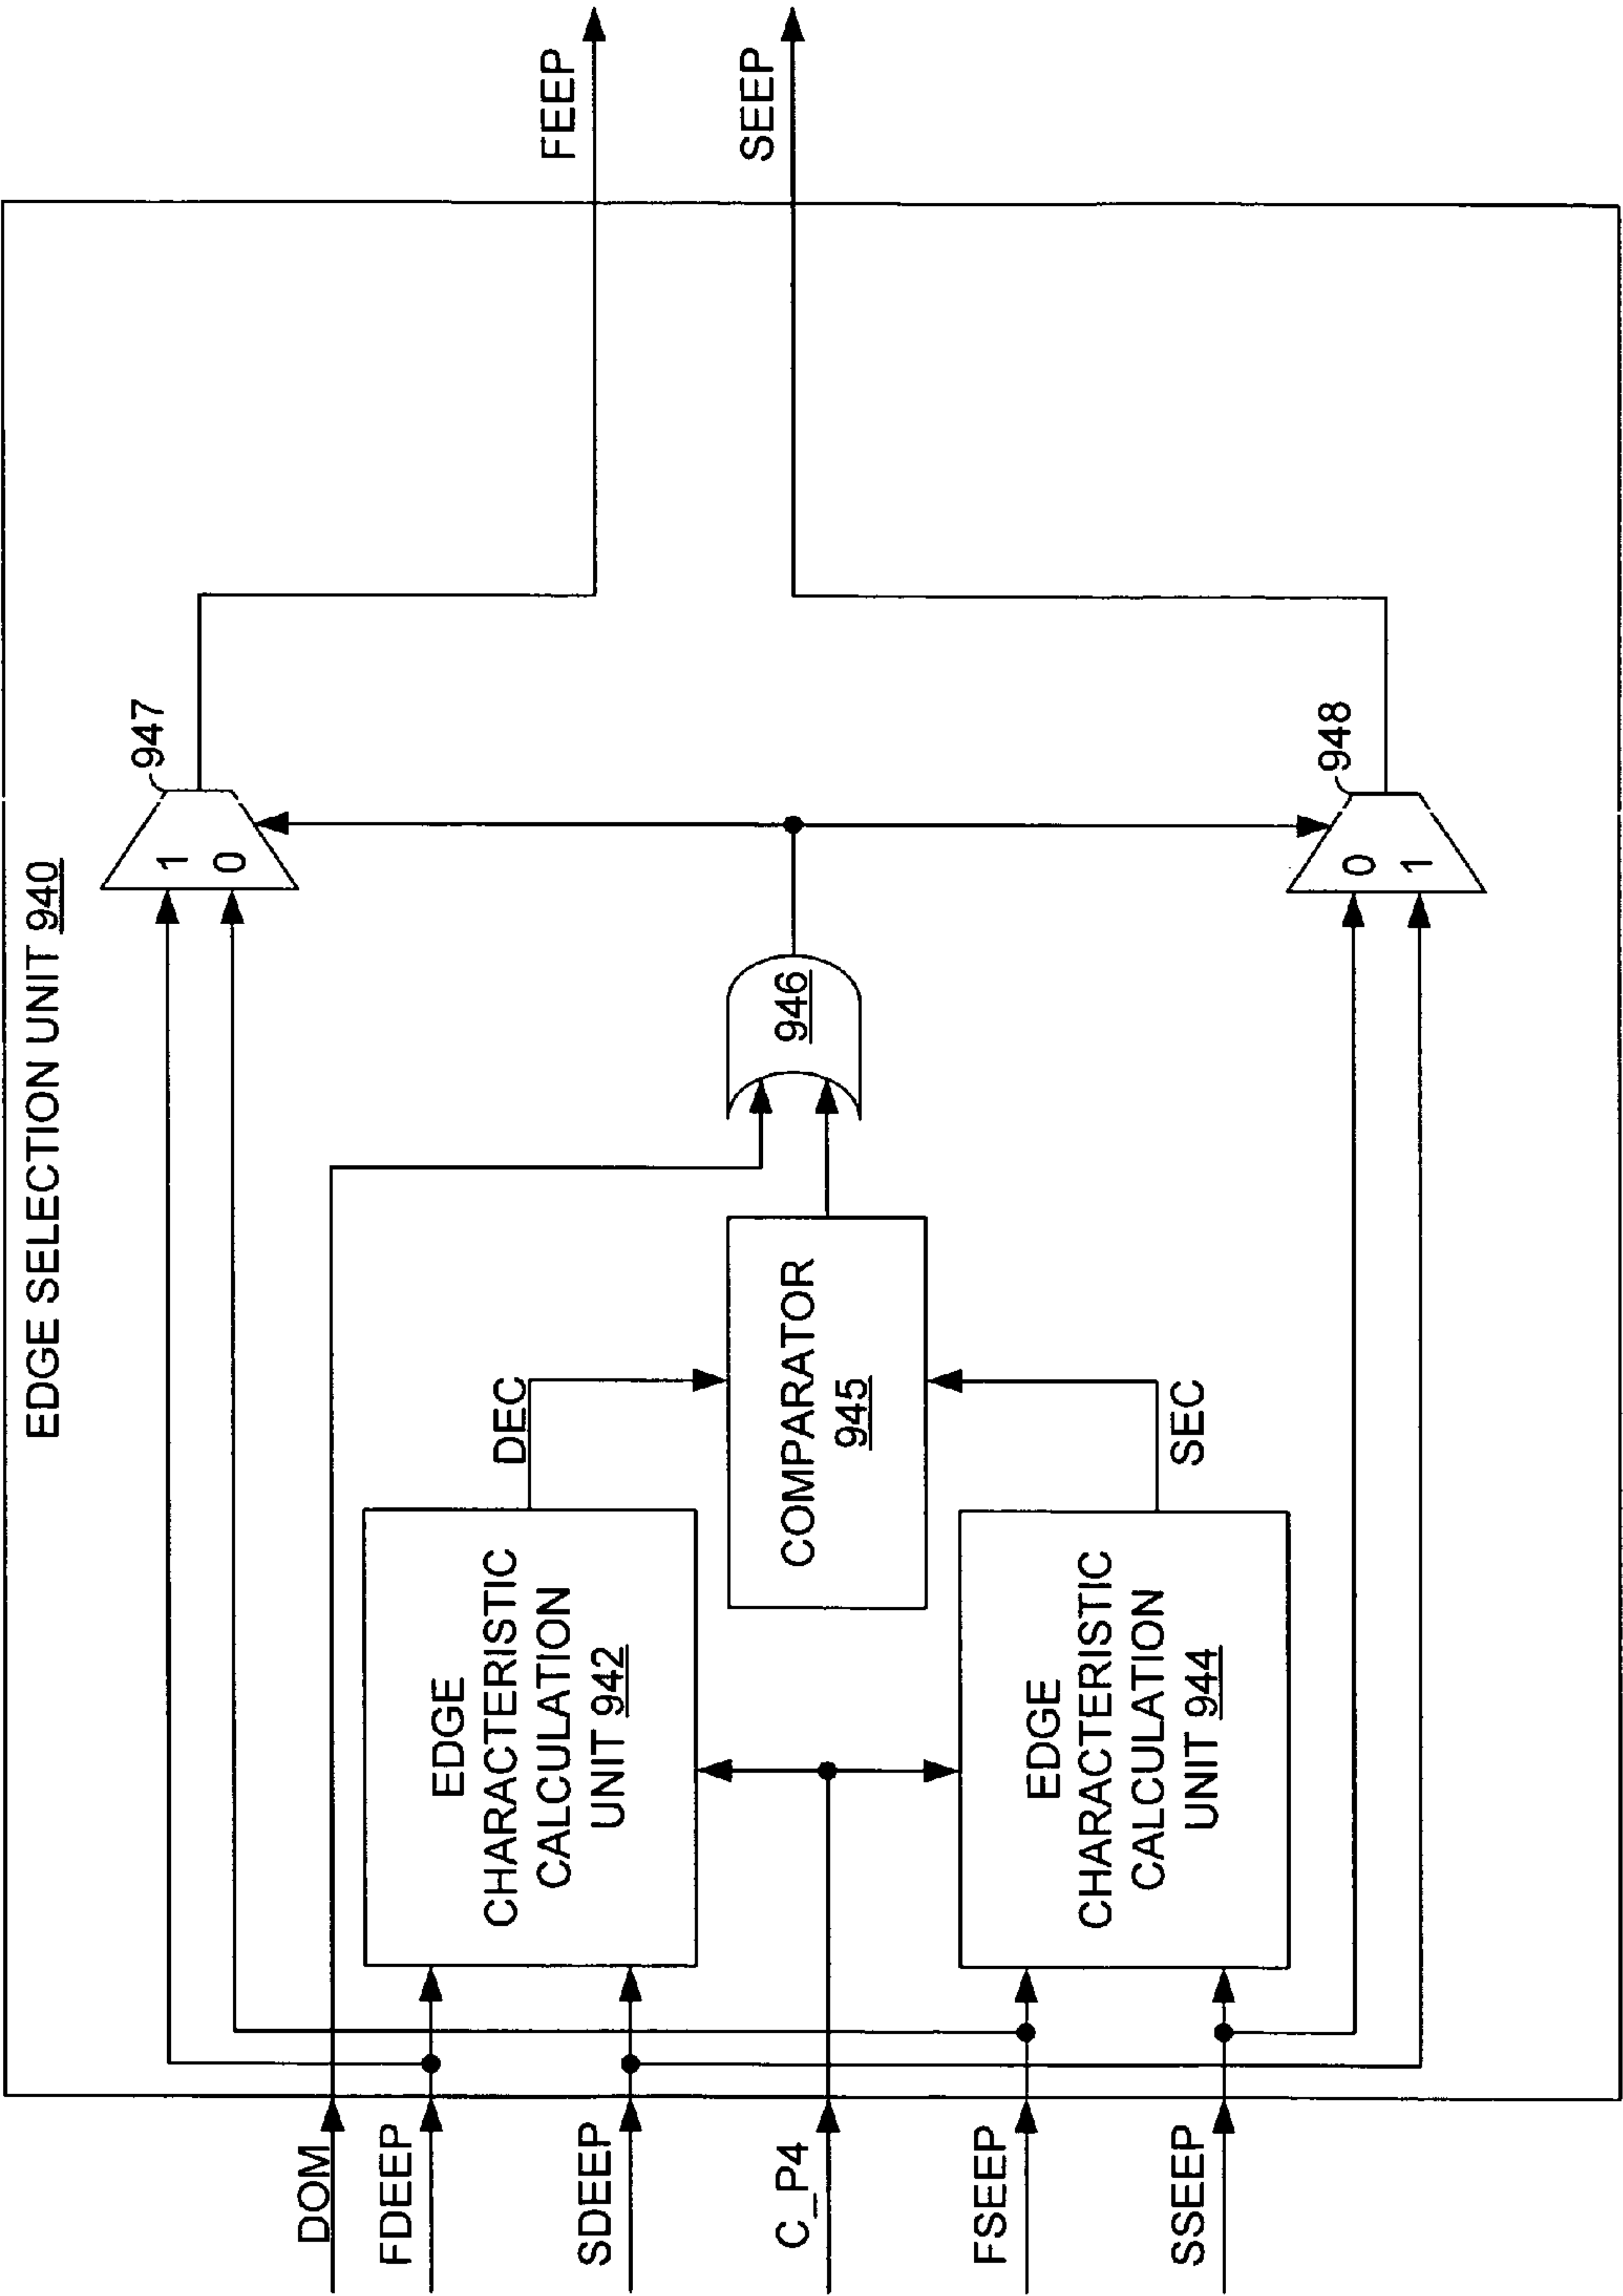 EDGE SELECTION UNIT 940
DOM
FDEEP
SDEEP
C_P4
FSEEP
SSEEP
EDGE
CHARACTERISTIC
CALCULATION
UNIT 942
EDGE
CHARACTERISTIC
CALCULATION
UNIT 944
DEC
SEC
COMPARATOR
945
946
1
0
947
0
1
948
FEEP
SEEP